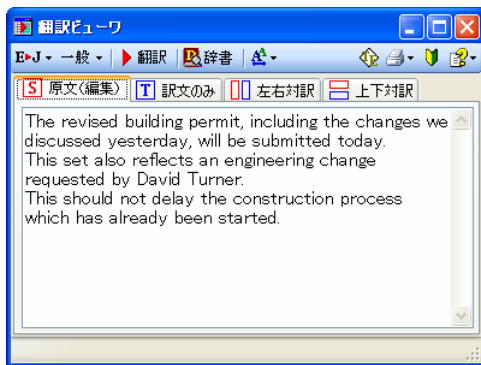 翻訳ビューワ
E▶J 一般 翻訳 辞書
S 原文(編集) T 訳文のみ 左右対訳 上下対訳
The revised building permit, including the changes we
discussed yesterday, will be submitted today.
This set also reflects an engineering change
requested by David Turner.
This should not delay the construction process
which has already been started.